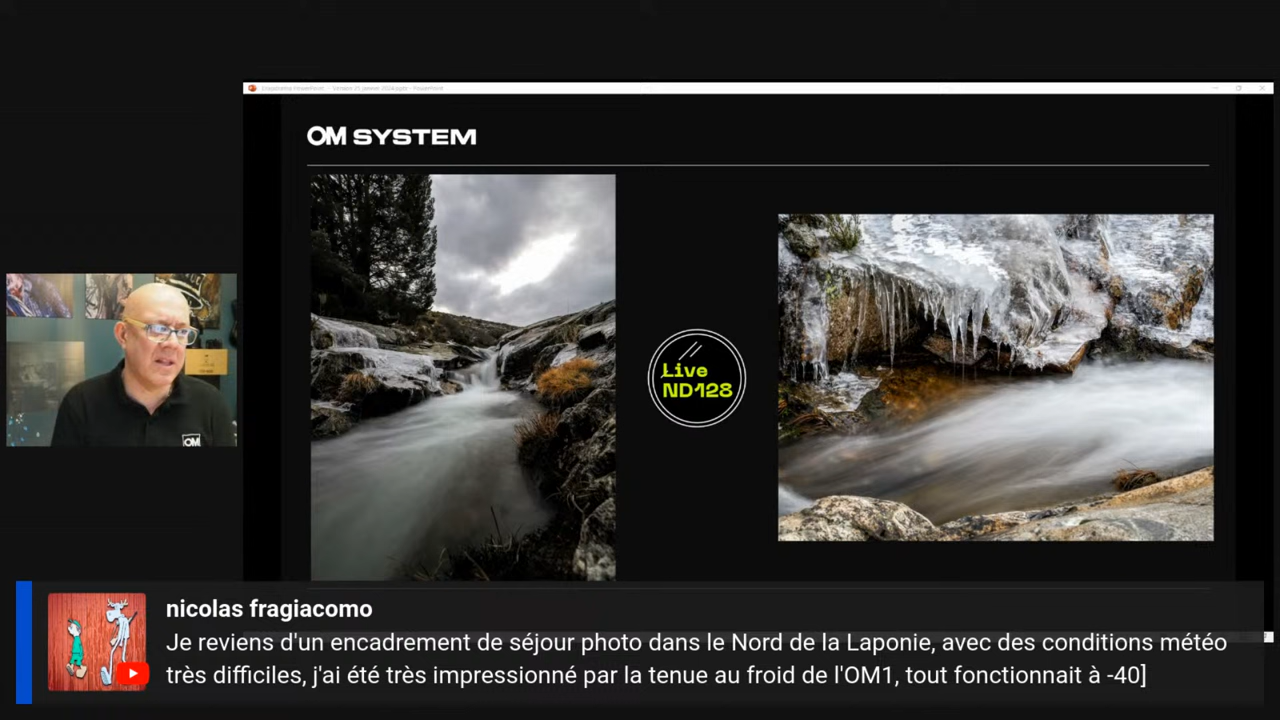 OM SYSTEM
Live
ND128
OM
nicolas fragiacomo
Je reviens d'un encadrement de séjour photo dans le Nord de la Laponie, avec des conditions météo
très difficiles, j'ai été très impressionné par la tenue au froid de l'OM1, tout fonctionnait à -40]